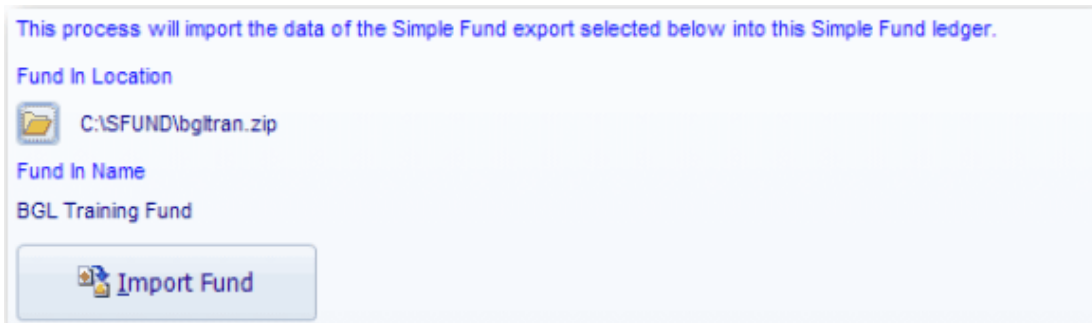 This process will import the data of the Simple Fund export selected below into this Simple Fund ledger.
Fund In Location
C:\SFUND\bgltran.zip
Fund In Name
BGL Training Fund
Import Fund